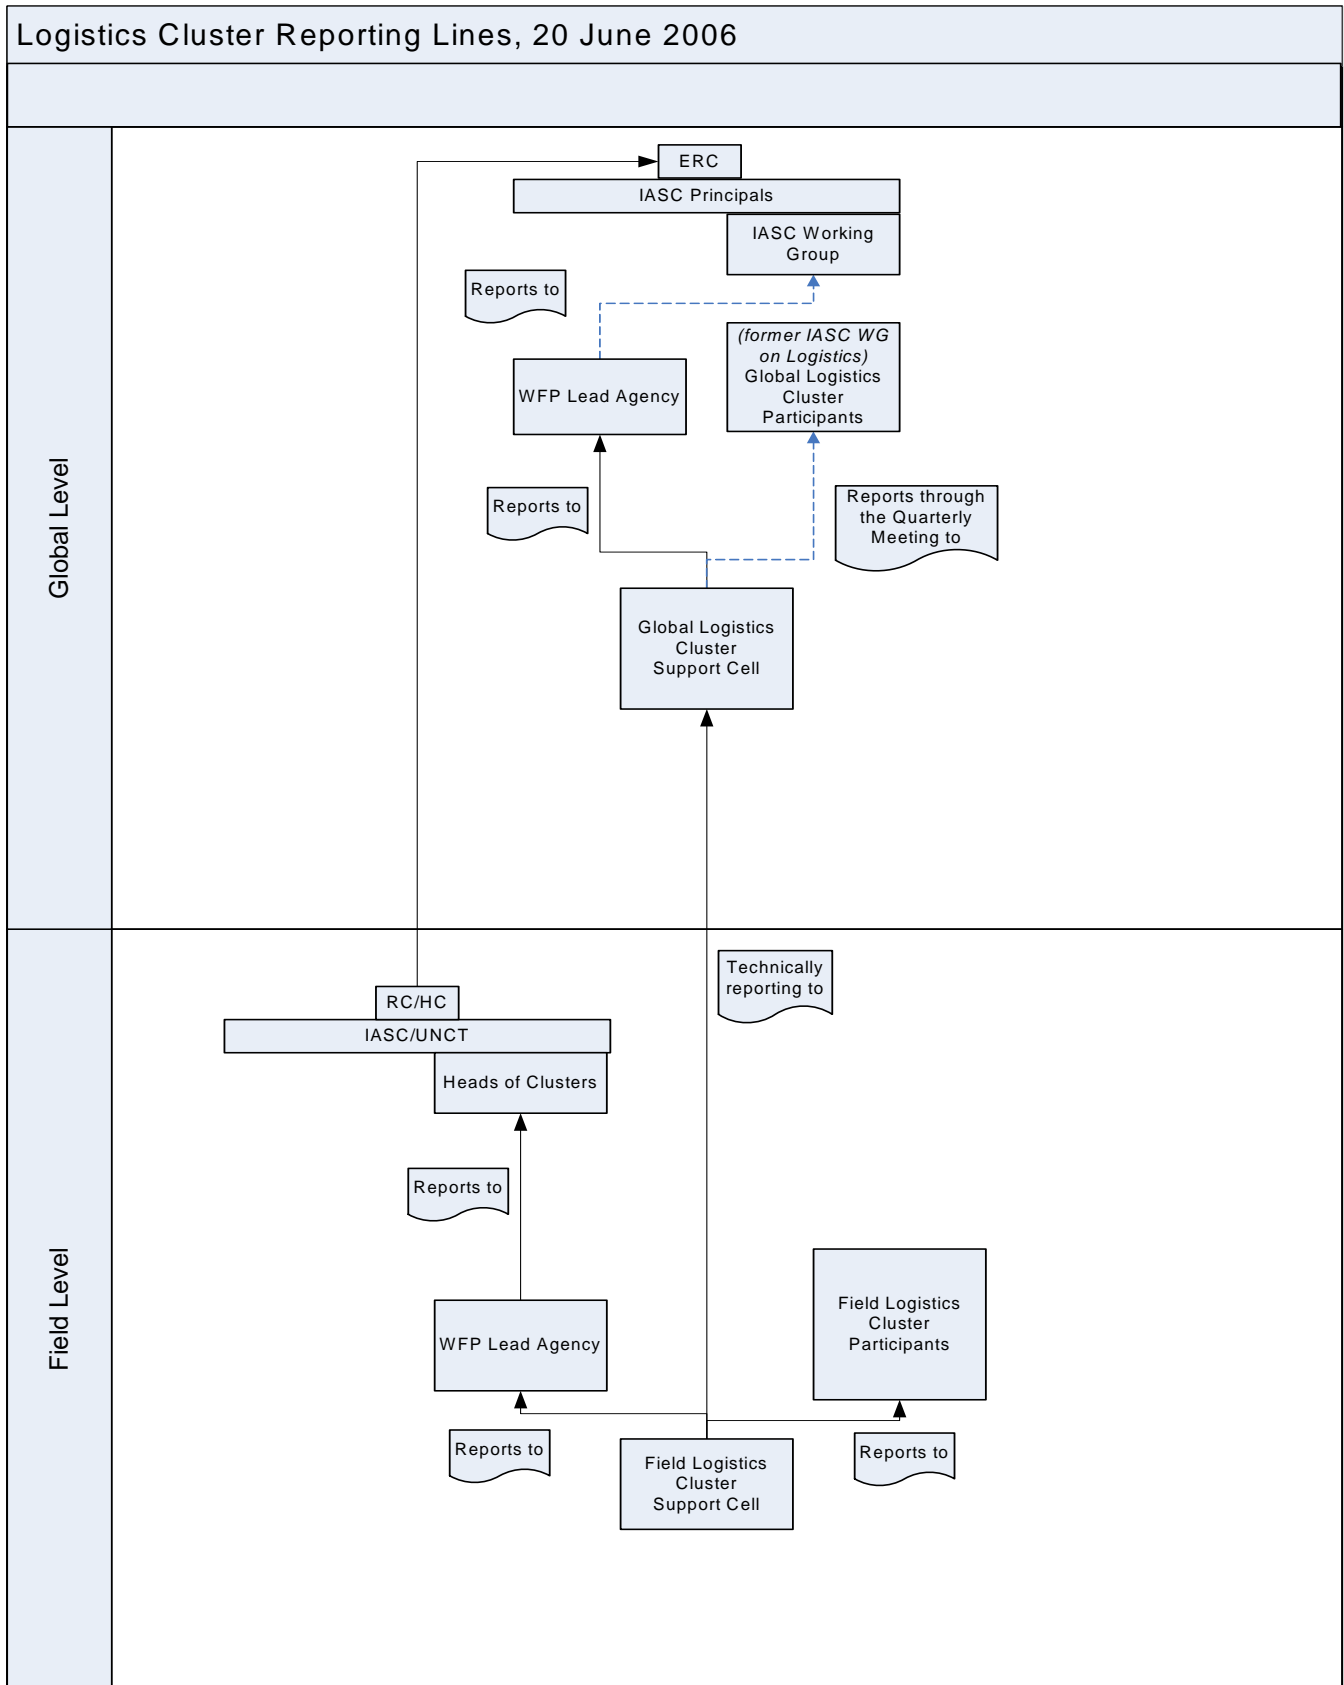 Logistics Cluster Reporting Lines, 20 June 2006
Global Level
ERC
IASC Principals
IASC Working
Group
Reports to
(former IASC WG
on Logistics)
Global Logistics
Cluster
Participants
WFP Lead Agency
Reports to
Reports through
the Quarterly
Meeting to
Global Logistics
Cluster
Support Cell
Field Level
Technically
reporting to
RC/HC
IASC/UNCT
Heads of Clusters
Reports to
WFP Lead Agency
Field Logistics
Cluster
Participants
Reports to
Field Logistics
Cluster
Support Cell
Reports to